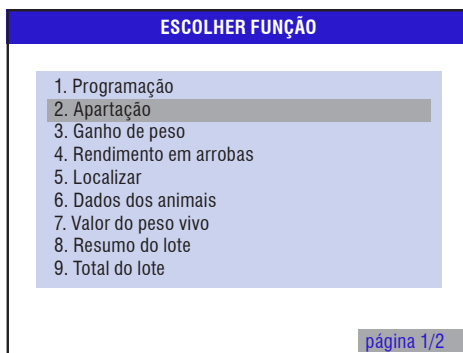 ESCOLHER FUNÇÃO
1. Programação
2. Apartação
3. Ganho de peso
4. Rendimento em arrobas
5. Localizar
6. Dados dos animais
7. Valor do peso vivo
8. Resumo do lote
9. Total do lote
página 1/2